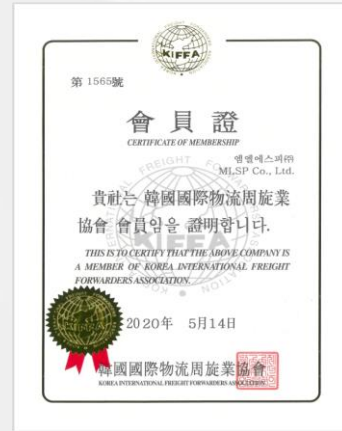 KIFFA
第 1565號
會員證
CERTIFICATE OF MEMBERSHIP
엠엘에스피㈜
MLSP Co., Ltd.
貴社는 韓國國際物流周旋業
協會 會員임을 證明합니다.
THIS IS TO CERTIFY THAT THE ABOVE COMPANY IS
A MEMBER OF KOREA INTERNATIONAL FREIGHT
FORWARDERS ASSOCIATION.
2020年 5月14日
韓國國際物流周旋業協會
KOREA INTERNATIONAL FREIGHT FORWARDERS ASSOCIATION